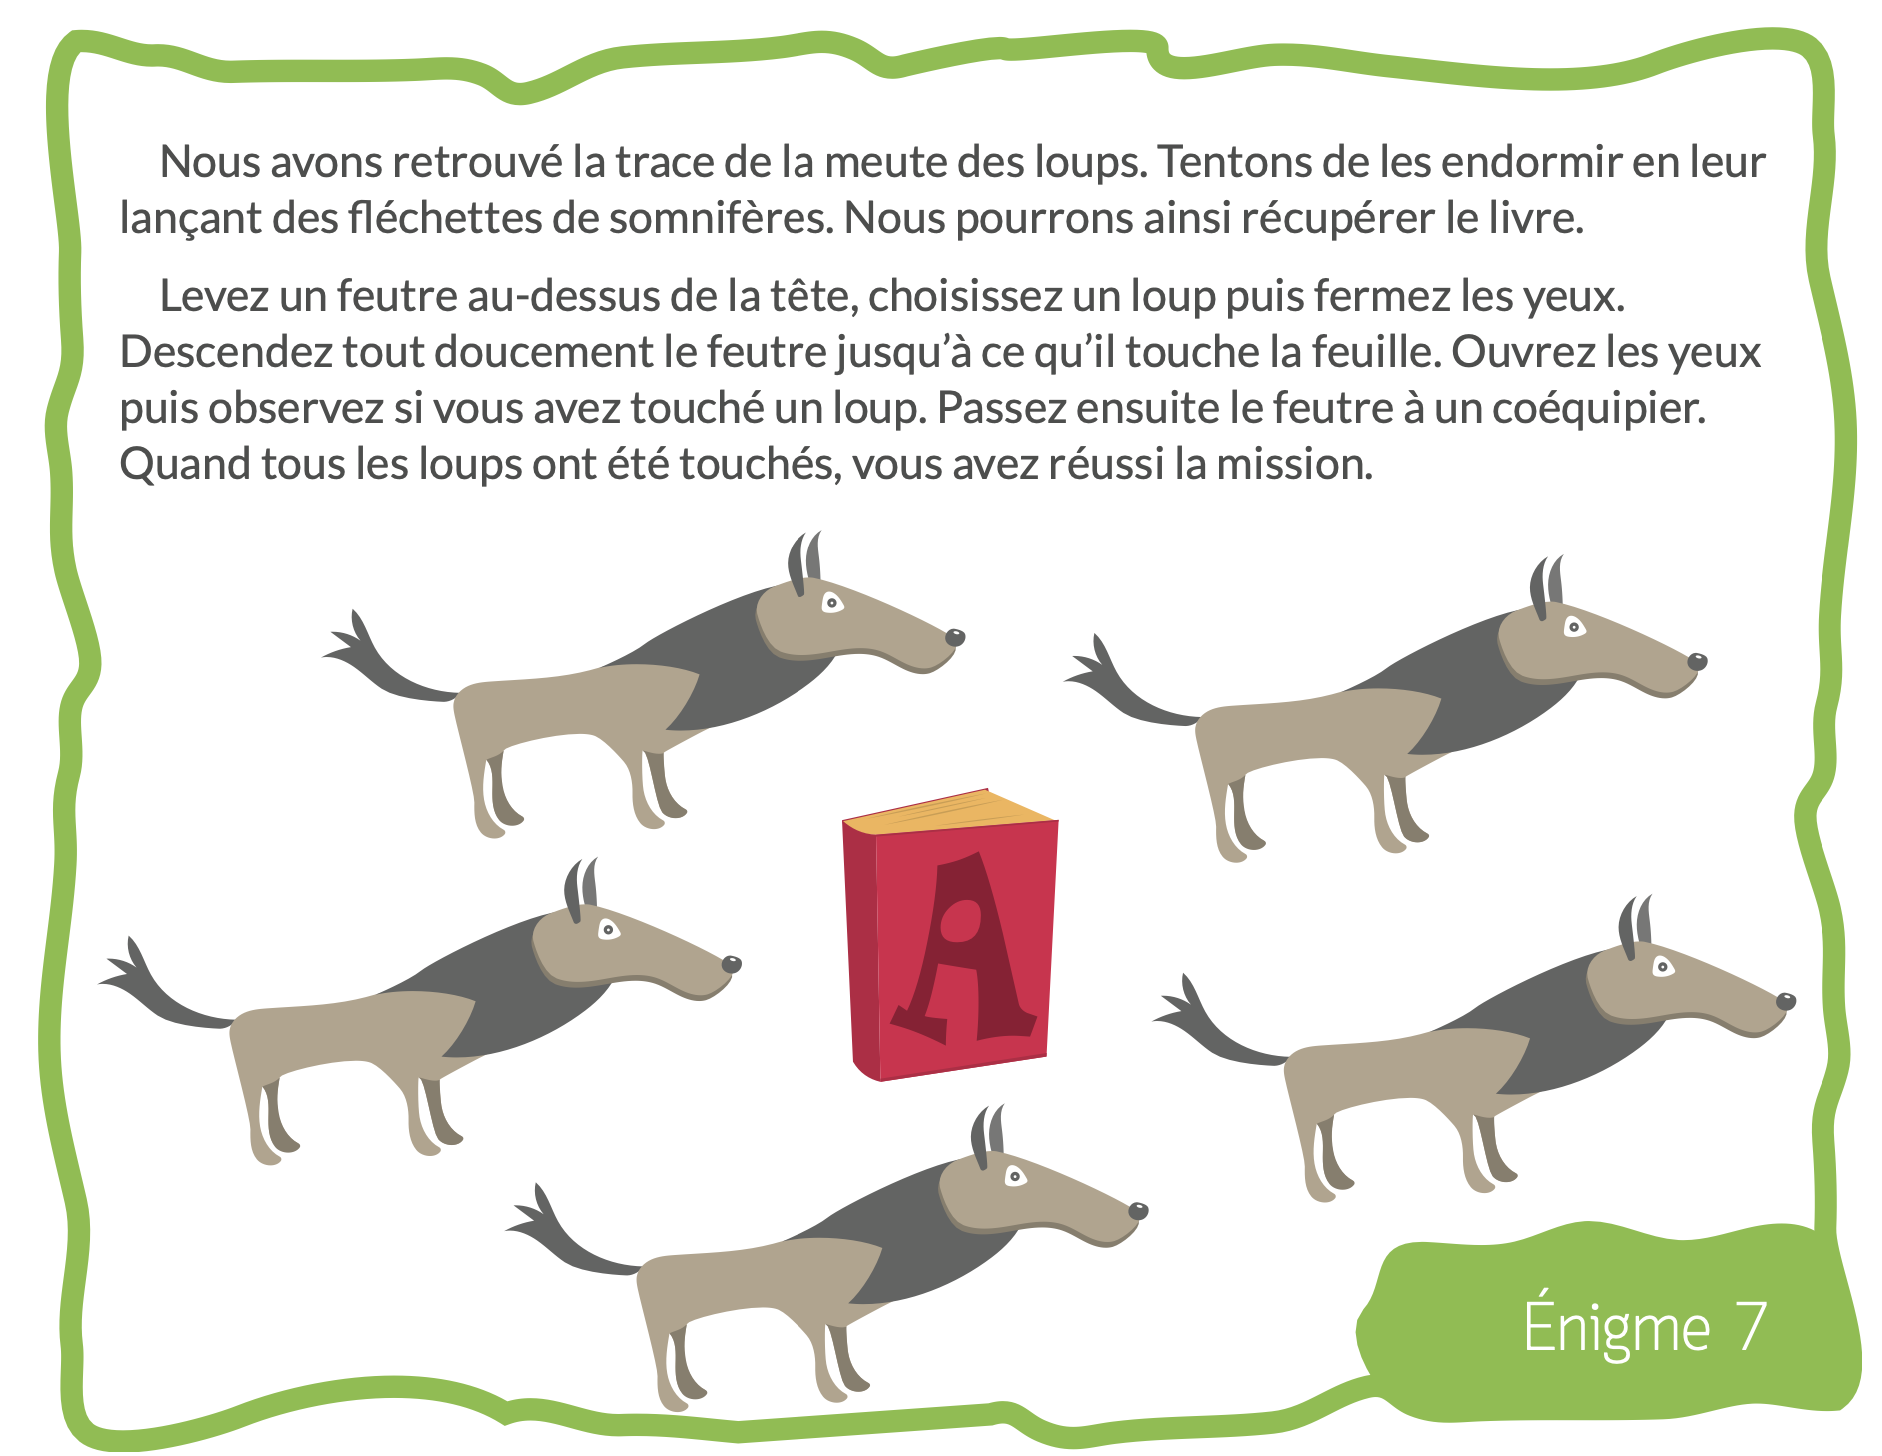 Nous avons retrouvé la trace de la meute des loups. Tentons de les endormir en leur
lançant des fléchettes de somnifères. Nous pourrons ainsi récupérer le livre.
Levez un feutre au-dessus de la tête, choisissez un loup puis fermez les yeux.
Descendez tout doucement le feutre jusqu’à ce qu’il touche la feuille. Ouvrez les yeux
puis observez si vous avez touché un loup. Passez ensuite le feutre à un coéquipier.
Quand tous les loups ont été touchés, vous avez réussi la mission.
A
Énigme 7